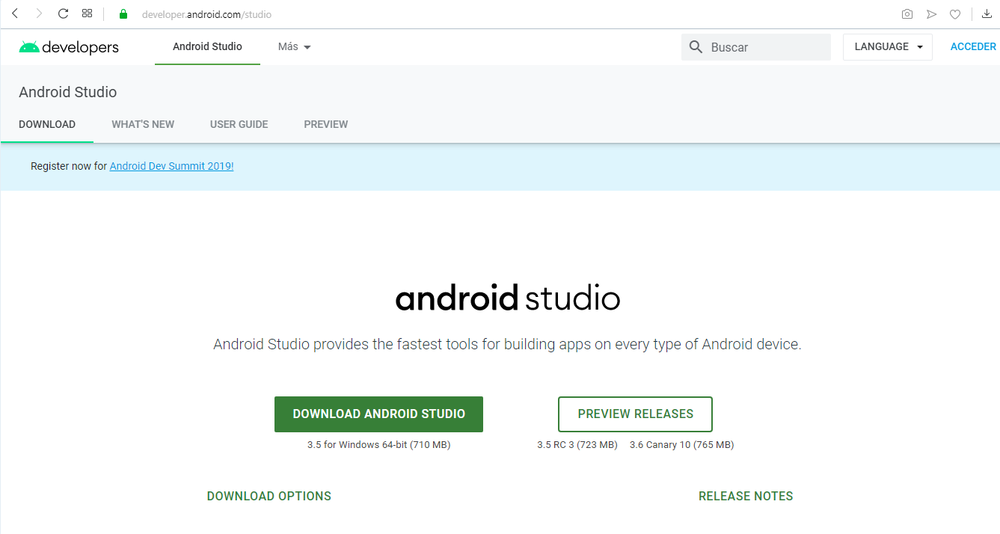 developer.android.com/studio
developers Android Studio Más Buscar LANGUAGE ACCEDER
Android Studio
DOWNLOAD WHAT'S NEW USER GUIDE PREVIEW
Register now for Android Dev Summit 2019!
android studio
Android Studio provides the fastest tools for building apps on every type of Android device.
DOWNLOAD ANDROID STUDIO PREVIEW RELEASES
3.5 for Windows 64-bit (710 MB) 3.5 RC 3 (723 MB) 3.6 Canary 10 (765 MB)
DOWNLOAD OPTIONS RELEASE NOTES